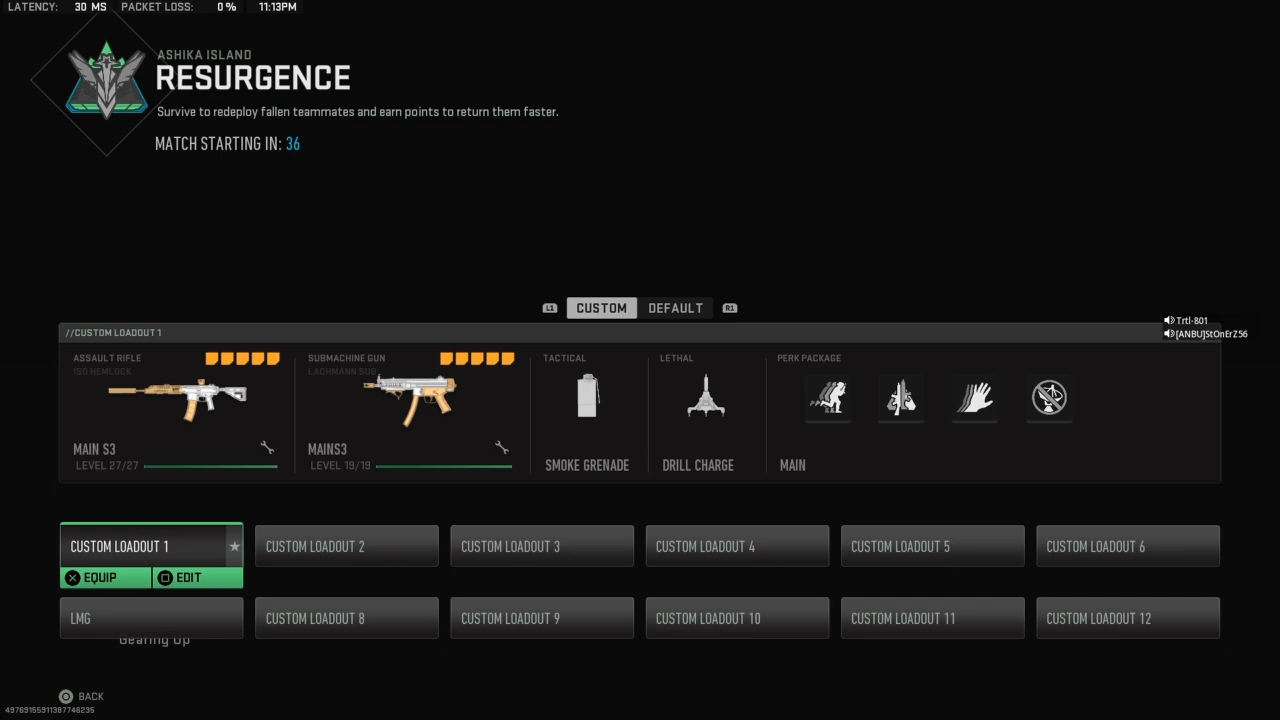 LATENCY: 30 MS PACKET LOSS: 0 % 11:13PM
ASHIKA ISLAND
RESURGENCE
Survive to redeploy fallen teammates and earn points to return them faster.
MATCH STARTING IN: 36
L1 CUSTOM DEFAULT R1
Trtl-801
[ANBU]StOnErZ56
//CUSTOM LOADOUT 1
ASSAULT RIFLE SUBMACHINE GUN TACTICAL LETHAL PERK PACKAGE
ISO HEMLOCK LACHMANN SUB
MAIN S3 MAINS3
LEVEL 27/27 LEVEL 19/19 SMOKE GRENADE DRILL CHARGE MAIN
CUSTOM LOADOUT 1 CUSTOM LOADOUT 2 CUSTOM LOADOUT 3 CUSTOM LOADOUT 4 CUSTOM LOADOUT 5 CUSTOM LOADOUT 6
EQUIP EDIT
LMG CUSTOM LOADOUT 8 CUSTOM LOADOUT 9 CUSTOM LOADOUT 10 CUSTOM LOADOUT 11 CUSTOM LOADOUT 12
Gearing Up
BACK